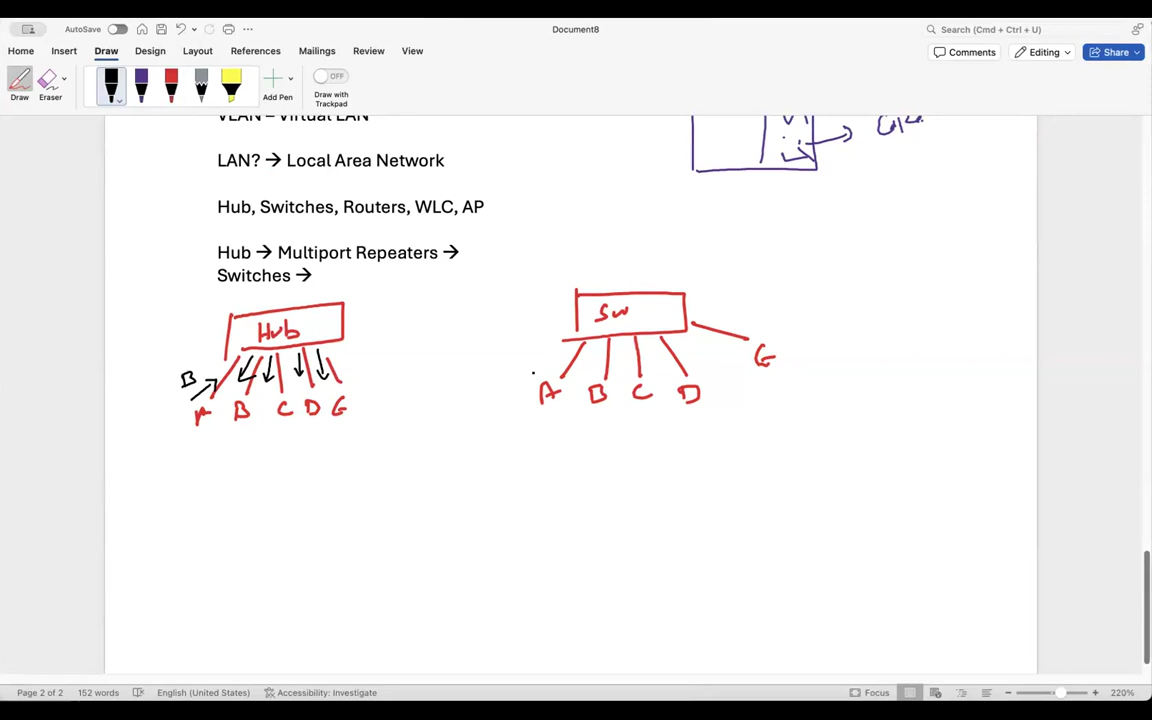 AutoSave
Document8
Search (Cmd + Ctrl + U)
Home Insert Draw Design Layout References Mailings Review View
Comments Editing Share
OFF
Draw Eraser Add Pen Draw with Trackpad
VLAN = Virtual LAN
LAN? → Local Area Network
Hub, Switches, Routers, WLC, AP
Hub → Multiport Repeaters →
Switches →
Hub
Sw
B
A B C D E
A B C D E
Page 2 of 2 152 words English (United States) Accessibility: Investigate Focus 220%